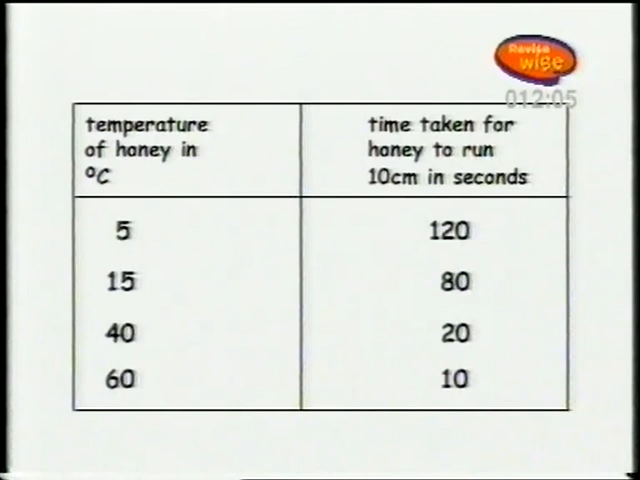 Revise
wise
012:05
temperature
of honey in
ºC
time taken for
honey to run
10cm in seconds
5 120
15 80
40 20
60 10